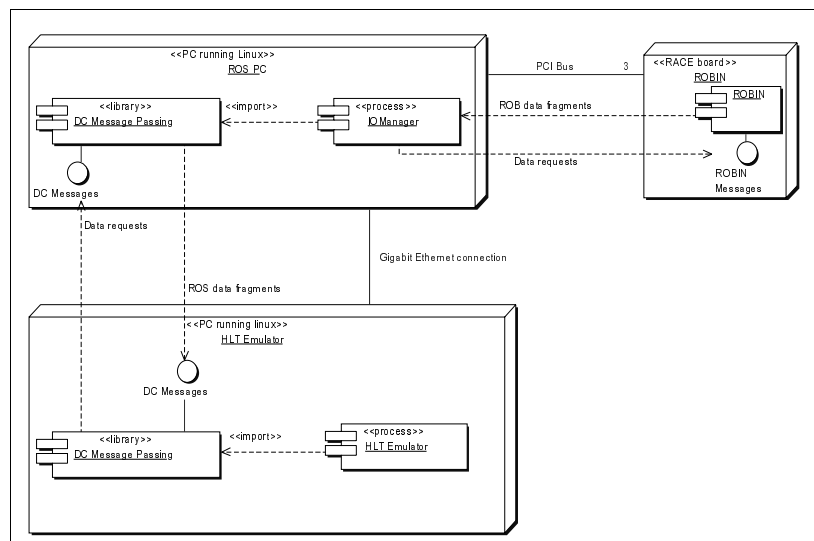 <<PC running Linux>>
ROS PC
<<library>>
DC Message Passing
<<import>>
<<process>>
IOManager
DC Messages
PCI Bus
3
<<RACE board>>
ROBIN
ROBIN
ROB data fragments
Data requests
ROBIN
Messages
Data requests
Gigabit Ethernet connection
ROS data fragments
<<PC running linux>>
HLT Emulator
DC Messages
<<library>>
DC Message Passing
<<import>>
<<process>>
HLT Emulator